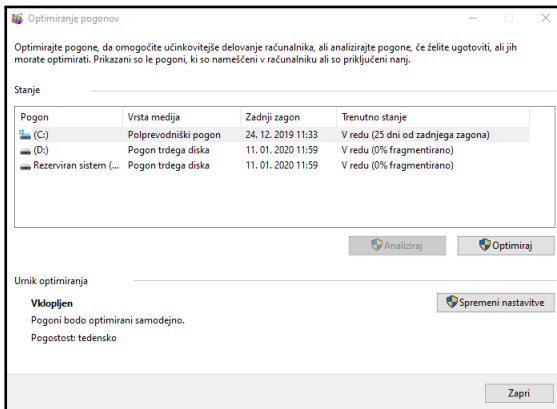 Optimiranje pogonov
Optimirajte pogone, da omogočite učinkovitejše delovanje računalnika, ali analizirajte pogone, če želite ugotoviti, ali jih
morate optimirati. Prikazani so le pogoni, ki so nameščeni v računalniku ali so priključeni nanj.
Stanje
Pogon Vrsta medija Zadnji zagon Trenutno stanje
(C:) Polprevodniški pogon 24. 12. 2019 11:33 V redu (25 dni od zadnjega zagona)
(D:) Pogon trdega diska 11. 01. 2020 11:59 V redu (0% fragmentirano)
Rezerviran sistem (... Pogon trdega diska 11. 01. 2020 11:59 V redu (0% fragmentirano)
Analiziraj Optimiraj
Urnik optimiranja
Vklopljen Spremeni nastavitve
Pogoni bodo optimirani samodejno.
Pogostost: tedensko
Zapri